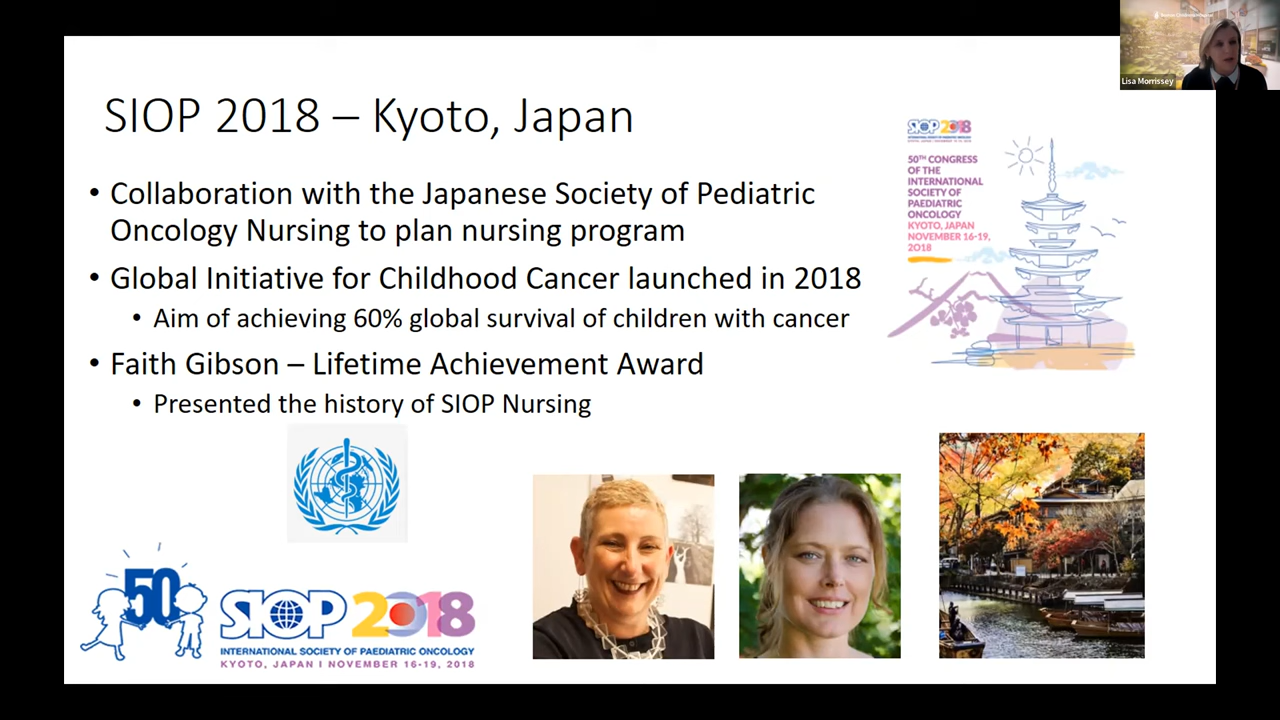 Lisa Morrissey
SIOP 2018 – Kyoto, Japan
• Collaboration with the Japanese Society of Pediatric
Oncology Nursing to plan nursing program
• Global Initiative for Childhood Cancer launched in 2018
• Aim of achieving 60% global survival of children with cancer
• Faith Gibson – Lifetime Achievement Award
• Presented the history of SIOP Nursing
SIOP 2018
50TH CONGRESS
OF THE
INTERNATIONAL
SOCIETY OF
PAEDIATRIC
ONCOLOGY
KYOTO, JAPAN
NOVEMBER 16-19,
2018
50
SIOP 2018
INTERNATIONAL SOCIETY OF PAEDIATRIC ONCOLOGY
KYOTO, JAPAN I NOVEMBER 16-19, 2018